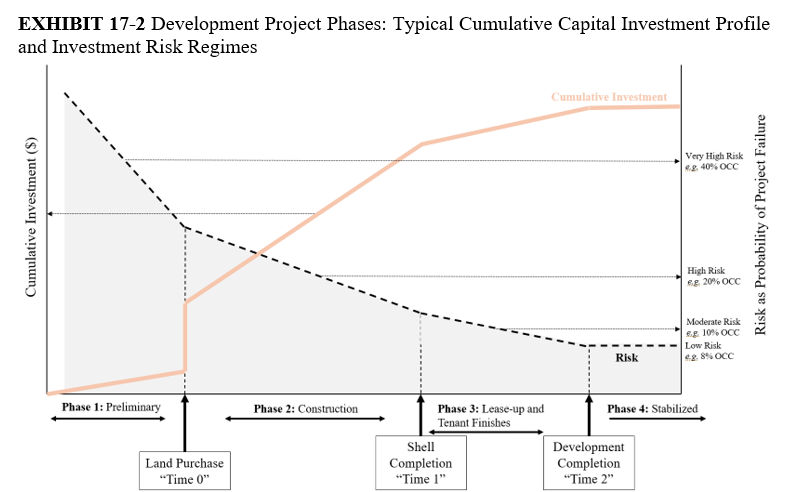 EXHIBIT 17-2 Development Project Phases: Typical Cumulative Capital Investment Profile
and Investment Risk Regimes
Cumulative Investment
Cumulative Investment ($)
Risk as Probability of Project Failure
Very High Risk
e.g. 40% OCC
High Risk
e.g. 20% OCC
Moderate Risk
e.g. 10% OCC
Low Risk
e.g. 8% OCC
Risk
Phase 1: Preliminary
Phase 2: Construction
Phase 3: Lease-up and
Tenant Finishes
Phase 4: Stabilized
Land Purchase
“Time 0”
Shell
Completion
“Time 1”
Development
Completion
“Time 2”